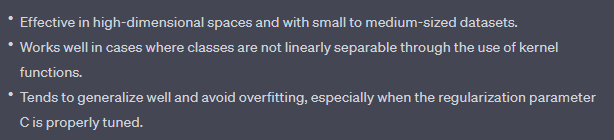 • Effective in high-dimensional spaces and with small to medium-sized datasets.
• Works well in cases where classes are not linearly separable through the use of kernel
functions.
• Tends to generalize well and avoid overfitting, especially when the regularization parameter
C is properly tuned.